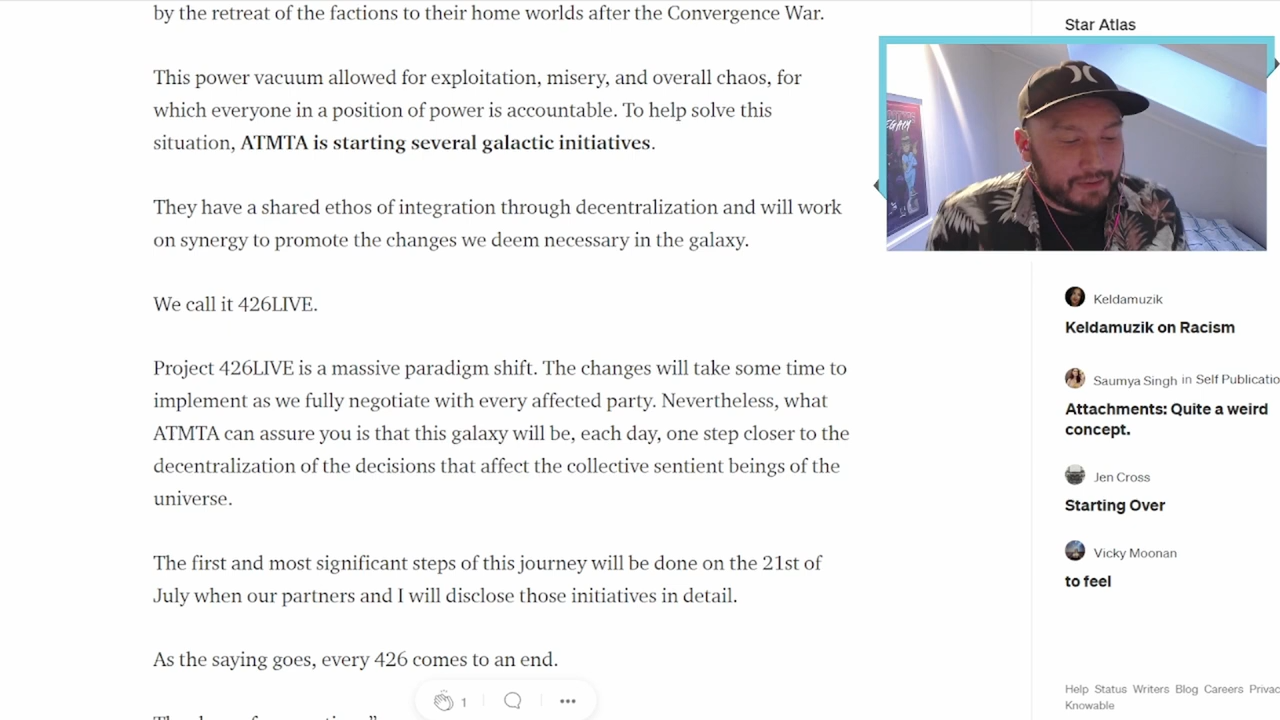 by the retreat of the factions to their home worlds after the Convergence War.
This power vacuum allowed for exploitation, misery, and overall chaos, for
which everyone in a position of power is accountable. To help solve this
situation, ATMTA is starting several galactic initiatives.
They have a shared ethos of integration through decentralization and will work
on synergy to promote the changes we deem necessary in the galaxy.
We call it 426LIVE.
Project 426LIVE is a massive paradigm shift. The changes will take some time to
implement as we fully negotiate with every affected party. Nevertheless, what
ATMTA can assure you is that this galaxy will be, each day, one step closer to the
decentralization of the decisions that affect the collective sentient beings of the
universe.
The first and most significant steps of this journey will be done on the 21st of
July when our partners and I will disclose those initiatives in detail.
As the saying goes, every 426 comes to an end.
1
Star Atlas
Keldamuzik
Keldamuzik on Racism
Saumya Singh in Self Publicatio
Attachments: Quite a weird
concept.
Jen Cross
Starting Over
Vicky Moonan
to feel
Help Status Writers Blog Careers Privac
Knowable